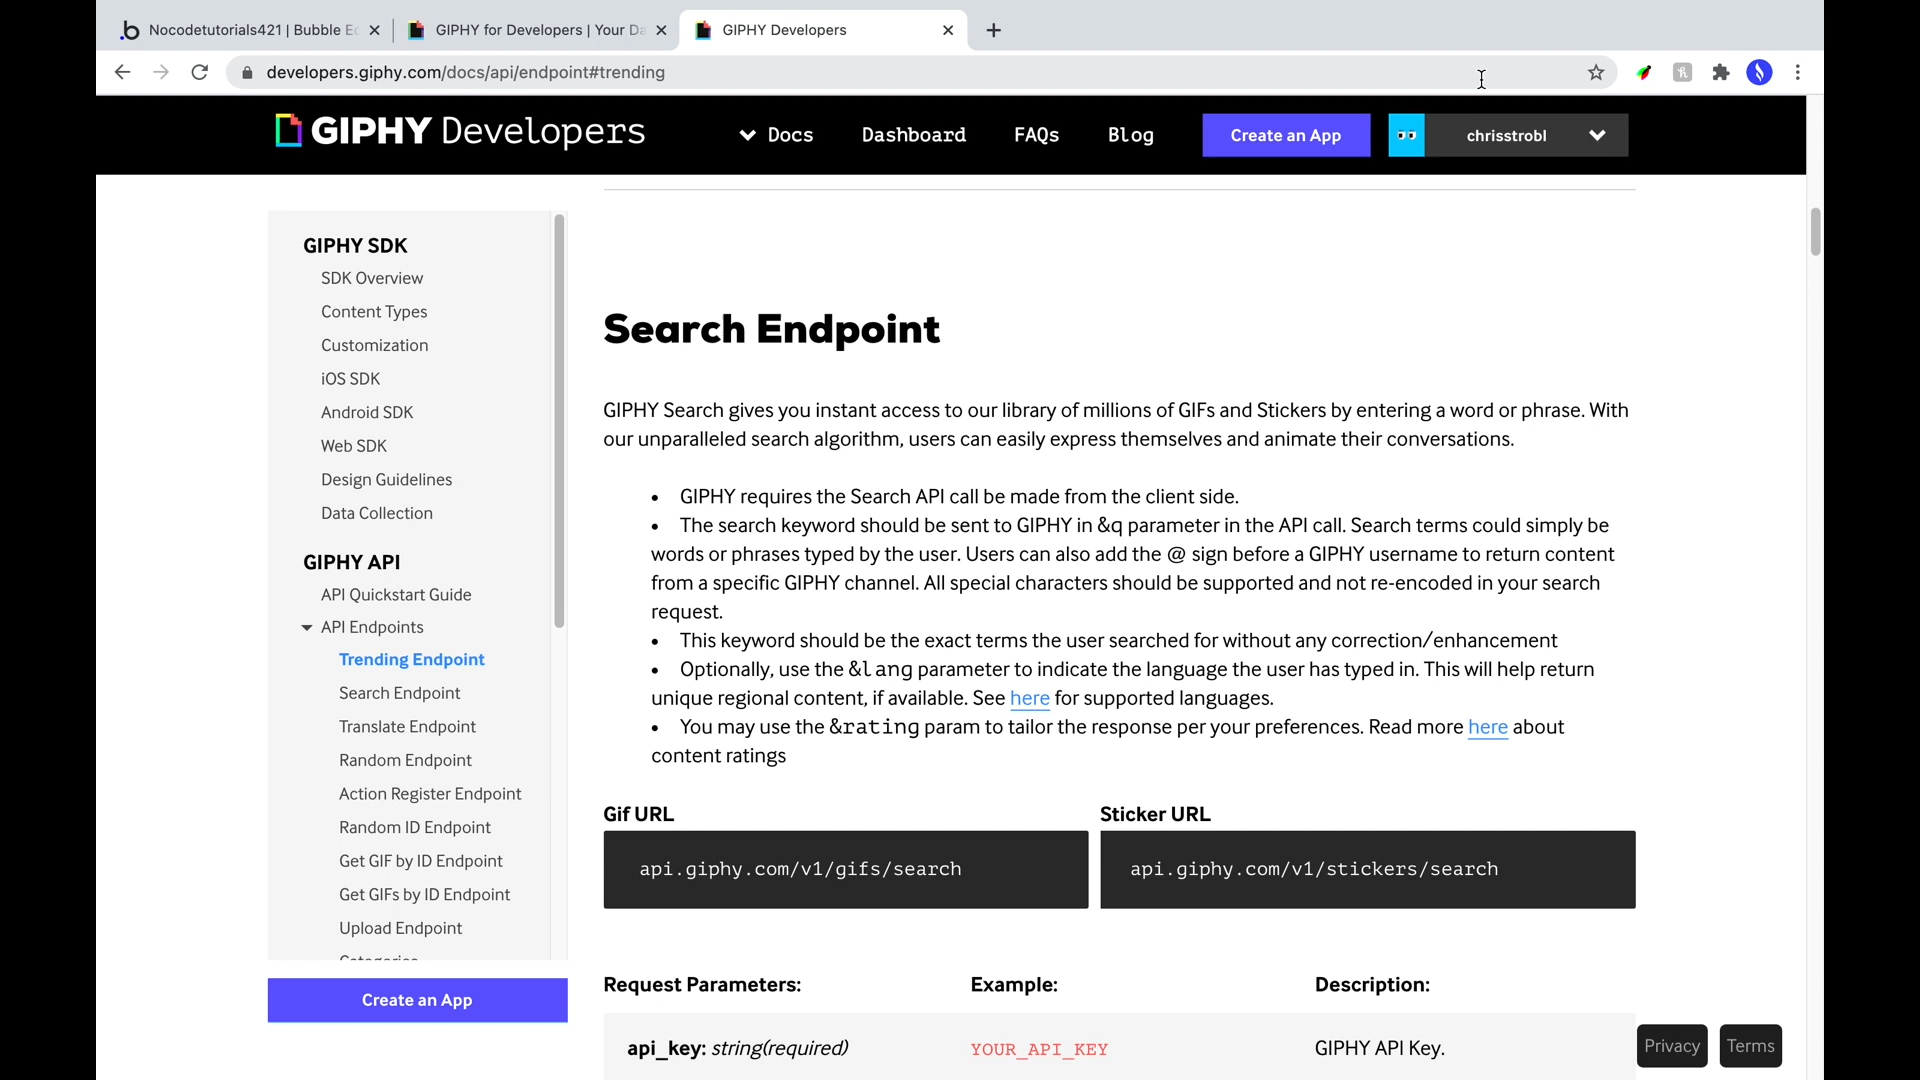 Nocodetutorials421 | Bubble Ec
GIPHY for Developers | Your Da
GIPHY Developers
developers.giphy.com/docs/api/endpoint#trending
GIPHY Developers
Docs
Dashboard
FAQs
Blog
Create an App
chrisstrobl
GIPHY SDK
SDK Overview
Content Types
Customization
iOS SDK
Android SDK
Web SDK
Design Guidelines
Data Collection
GIPHY API
API Quickstart Guide
API Endpoints
Trending Endpoint
Search Endpoint
Translate Endpoint
Random Endpoint
Action Register Endpoint
Random ID Endpoint
Get GIF by ID Endpoint
Get GIFs by ID Endpoint
Upload Endpoint
Categories
Create an App
Search Endpoint
GIPHY Search gives you instant access to our library of millions of GIFs and Stickers by entering a word or phrase. With
our unparalleled search algorithm, users can easily express themselves and animate their conversations.
• GIPHY requires the Search API call be made from the client side.
• The search keyword should be sent to GIPHY in &q parameter in the API call. Search terms could simply be
words or phrases typed by the user. Users can also add the @ sign before a GIPHY username to return content
from a specific GIPHY channel. All special characters should be supported and not re-encoded in your search
request.
• This keyword should be the exact terms the user searched for without any correction/enhancement
• Optionally, use the &lang parameter to indicate the language the user has typed in. This will help return
unique regional content, if available. See here for supported languages.
• You may use the &rating param to tailor the response per your preferences. Read more here about
content ratings
Gif URL
Sticker URL
api.giphy.com/v1/gifs/search
api.giphy.com/v1/stickers/search
Request Parameters:
Example:
Description:
api_key: string(required)
YOUR_API_KEY
GIPHY API Key.
Privacy
Terms